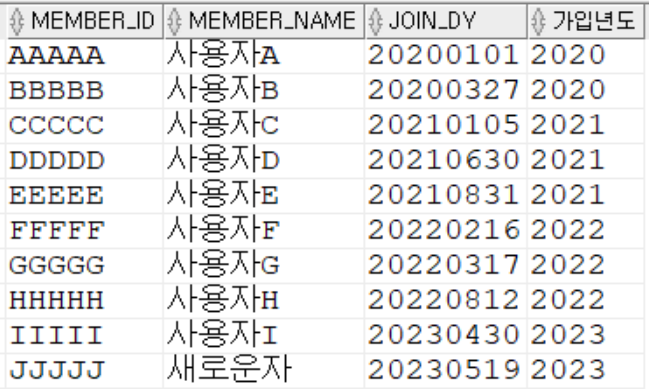 MEMBER_ID MEMBER_NAME JOIN_DY 가입년도
AAAAA 사용자A 20200101 2020
BBBBB 사용자B 20200327 2020
CCCCC 사용자C 20210105 2021
DDDDD 사용자D 20210630 2021
EEEEE 사용자E 20210831 2021
FFFFF 사용자F 20220216 2022
GGGGG 사용자G 20220317 2022
HHHHH 사용자H 20220812 2022
IIIII 사용자I 20230430 2023
JJJJJ 새로운자 20230519 2023